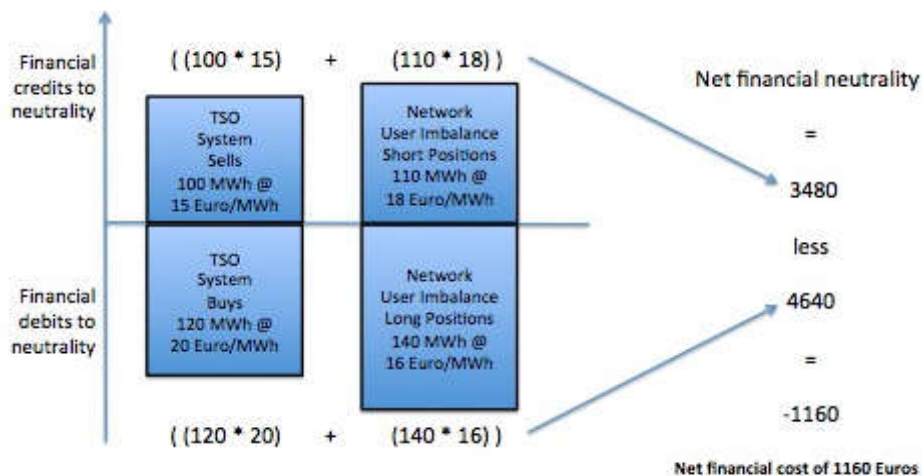 Financial
credits to
neutrality
( (100 * 15) + (110 * 18) )
TSO
System
Sells
100 MWh @
15 Euro/MWh
Network
User Imbalance
Short Positions
110 MWh @
18 Euro/MWh
Financial
debits to
neutrality
TSO
System
Buys
120 MWh @
20 Euro/MWh
Network
User Imbalance
Long Positions
140 MWh @
16 Euro/MWh
( (120 * 20) + (140 * 16) )
Net financial neutrality
=
3480
less
4640
=
-1160
Net financial cost of 1160 Euros